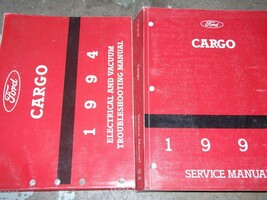 Ford
CARGO
1994
ELECTRICAL AND VACUUM
TROUBLESHOOTING MANUAL
Ford
CARGO
199
SERVICE MANUAL